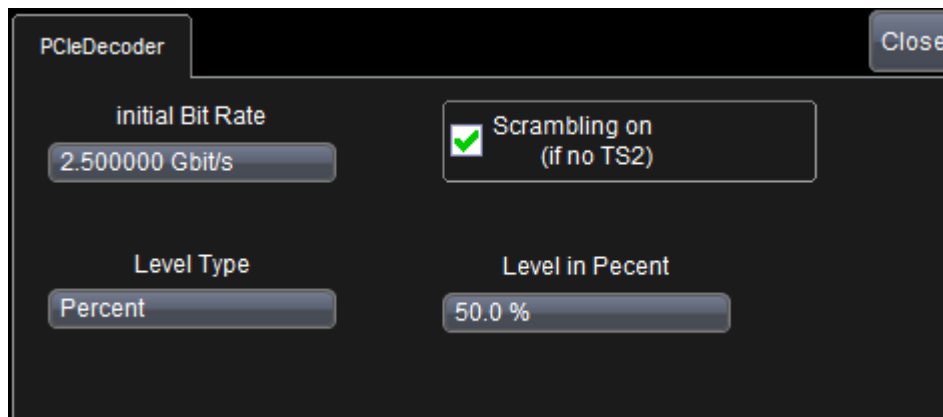 PCIeDecoder
Close
initial Bit Rate
2.500000 Gbit/s
Scrambling on
(if no TS2)
Level Type
Percent
Level in Pecent
50.0 %